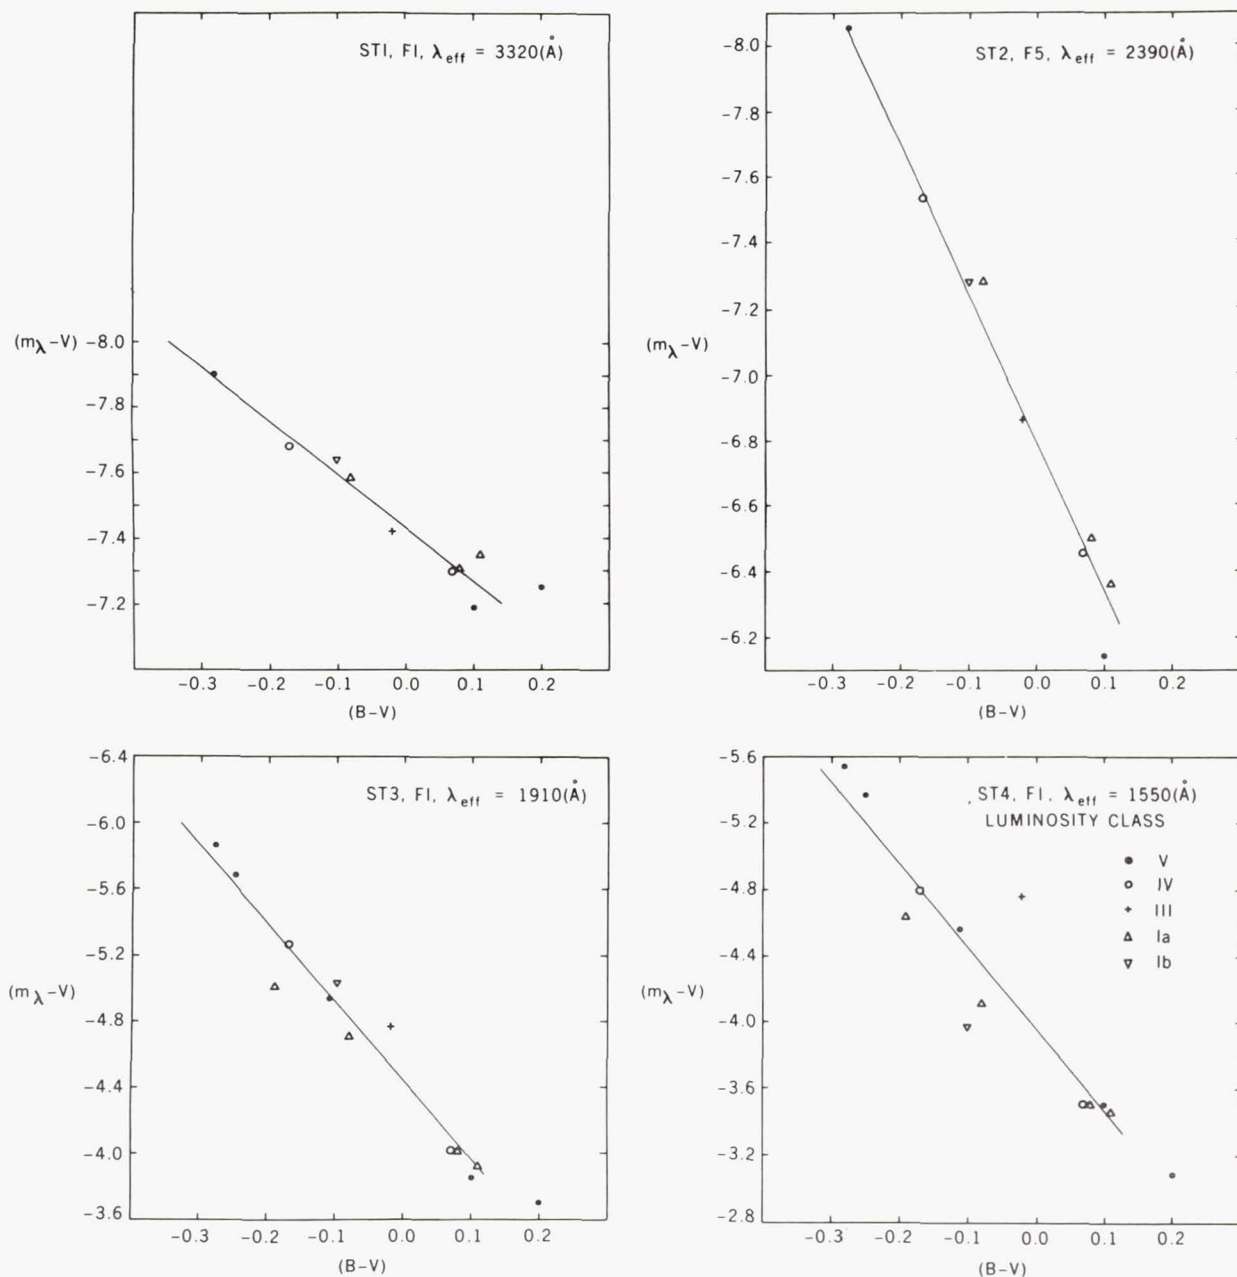 STI, FI, λeff = 3320(Å)
(mλ-V)
-8.0
-7.8
-7.6
-7.4
-7.2
-0.3 -0.2 -0.1 0.0 0.1 0.2
(B-V)
ST2, F5, λeff = 2390(Å)
-8.0
-7.8
-7.6
-7.4
-7.2
(mλ-V)
-7.0
-6.8
-6.6
-6.4
-6.2
-0.3 -0.2 -0.1 0.0 0.1 0.2
(B-V)
ST3, FI, λeff = 1910(Å)
-6.4
-6.0
-5.6
-5.2
(mλ-V)
-4.8
-4.4
-4.0
-3.6
-0.3 -0.2 -0.1 0.0 0.1 0.2
(B-V)
ST4, FI, λeff = 1550(Å)
LUMINOSITY CLASS
V
IV
III
Ia
Ib
-5.6
-5.2
-4.8
-4.4
(mλ-V)
-4.0
-3.6
-3.2
-2.8
-0.3 -0.2 -0.1 0.0 0.1 0.2
(B-V)